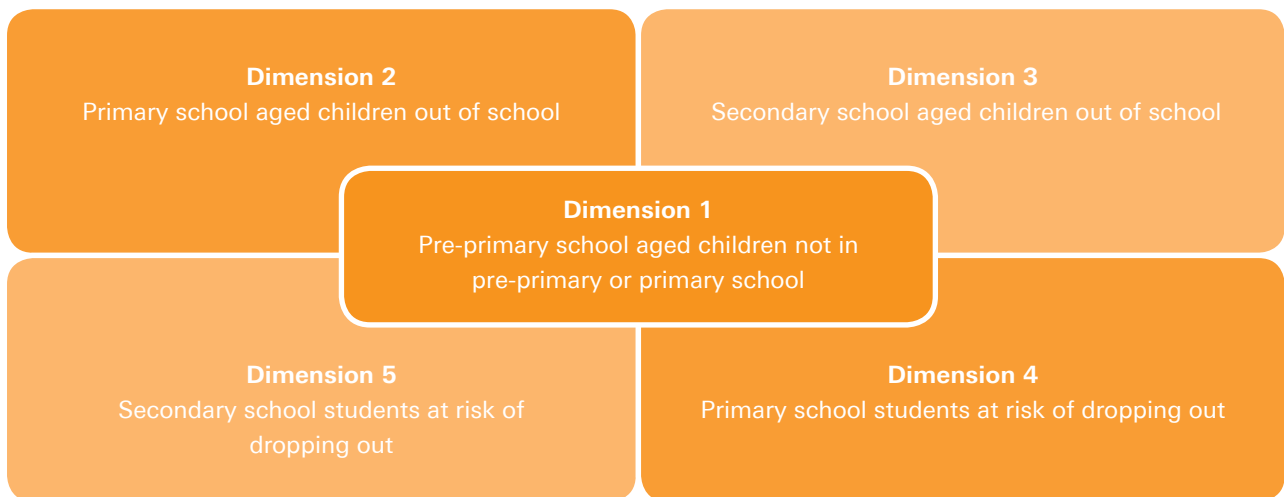 Dimension 2
Primary school aged children out of school
Dimension 3
Secondary school aged children out of school
Dimension 1
Pre-primary school aged children not in
pre-primary or primary school
Dimension 5
Secondary school students at risk of
dropping out
Dimension 4
Primary school students at risk of dropping out